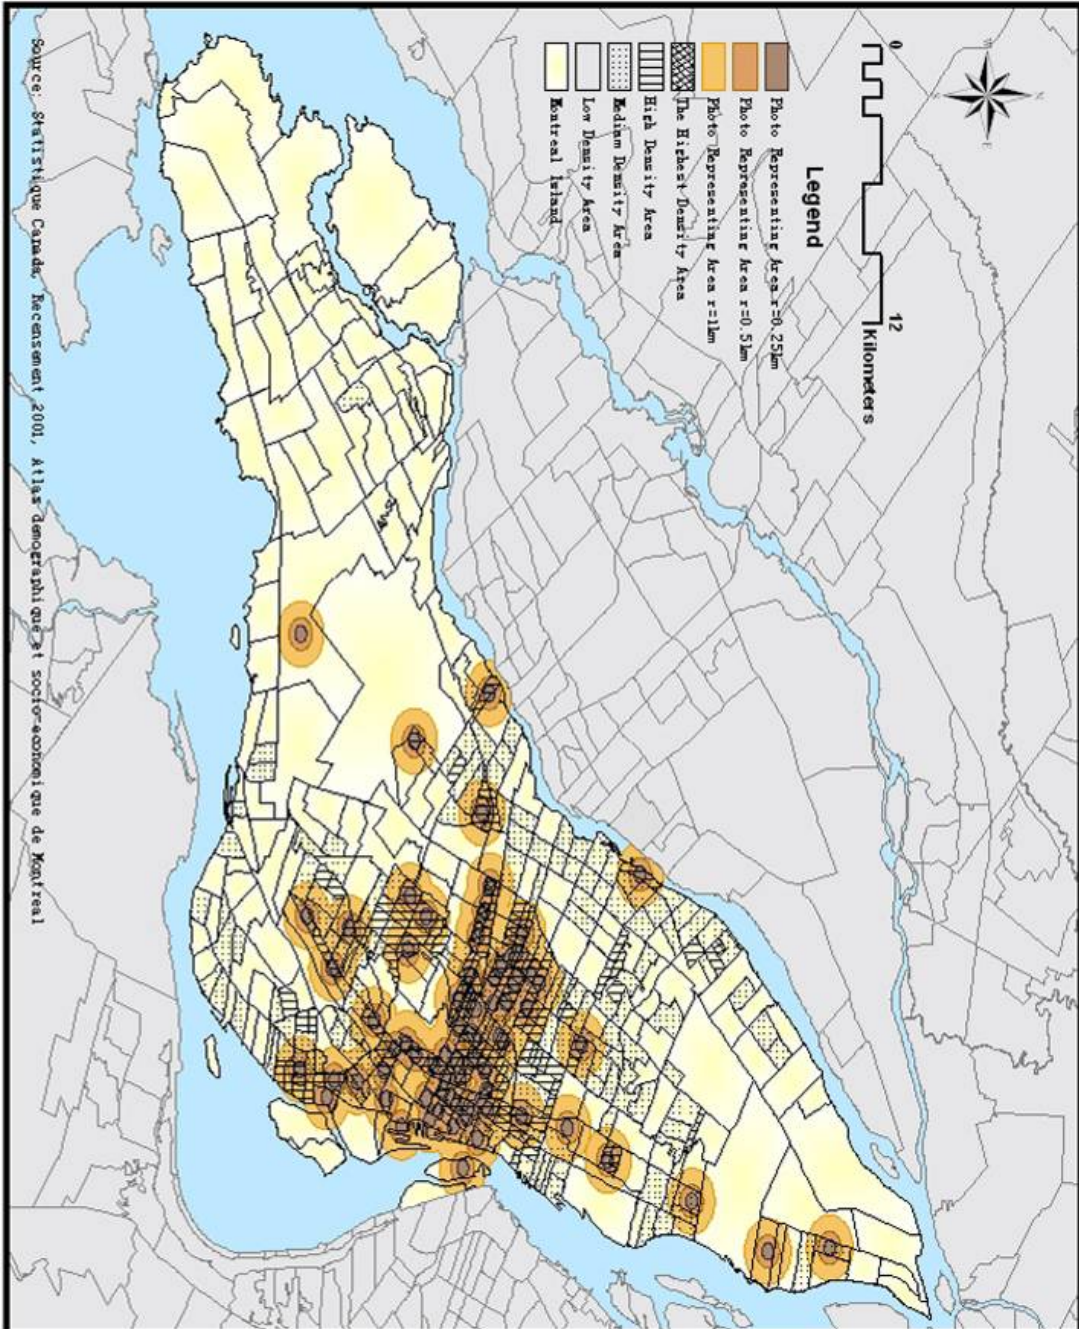 0 12
Kilometers
Legend
Photo Representing Area r=0.25km
Photo Representing Area r=0.5km
Photo Representing Area r=1km
The Highest Density Area
High Density Area
Medium Density Area
Low Density Area
Montreal Island
Source: Statistique Canada, Recensement 2001, Atlas demographique et socio-economique de Montreal